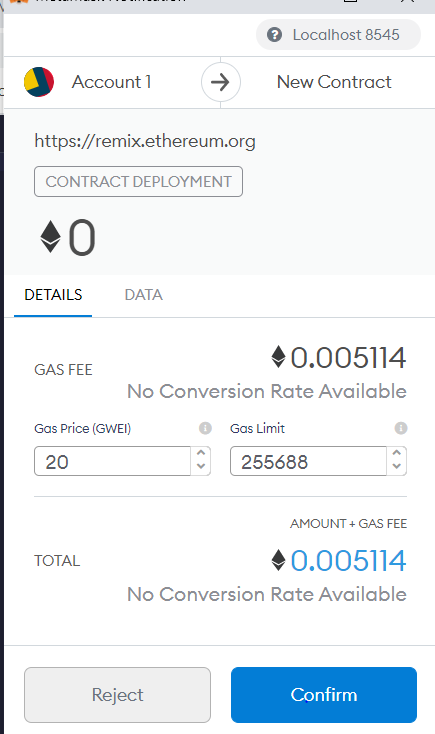 Metamask Notification
Localhost 8545
Account 1
New Contract
https://remix.ethereum.org
CONTRACT DEPLOYMENT
0
DETAILS
DATA
GAS FEE
0.005114
No Conversion Rate Available
Gas Price (GWEI)
Gas Limit
20
255688
AMOUNT + GAS FEE
TOTAL
0.005114
No Conversion Rate Available
Reject
Confirm